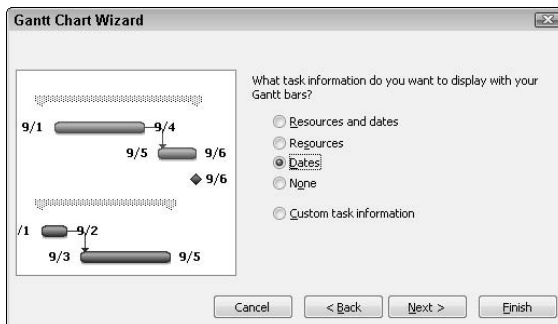 Gantt Chart Wizard
What task information do you want to display with your
Gantt bars?
Resources and dates
Resources
Dates
None
Custom task information
9/1 9/4
9/5 9/6
9/6
/1 9/2
9/3 9/5
Cancel < Back Next > Finish